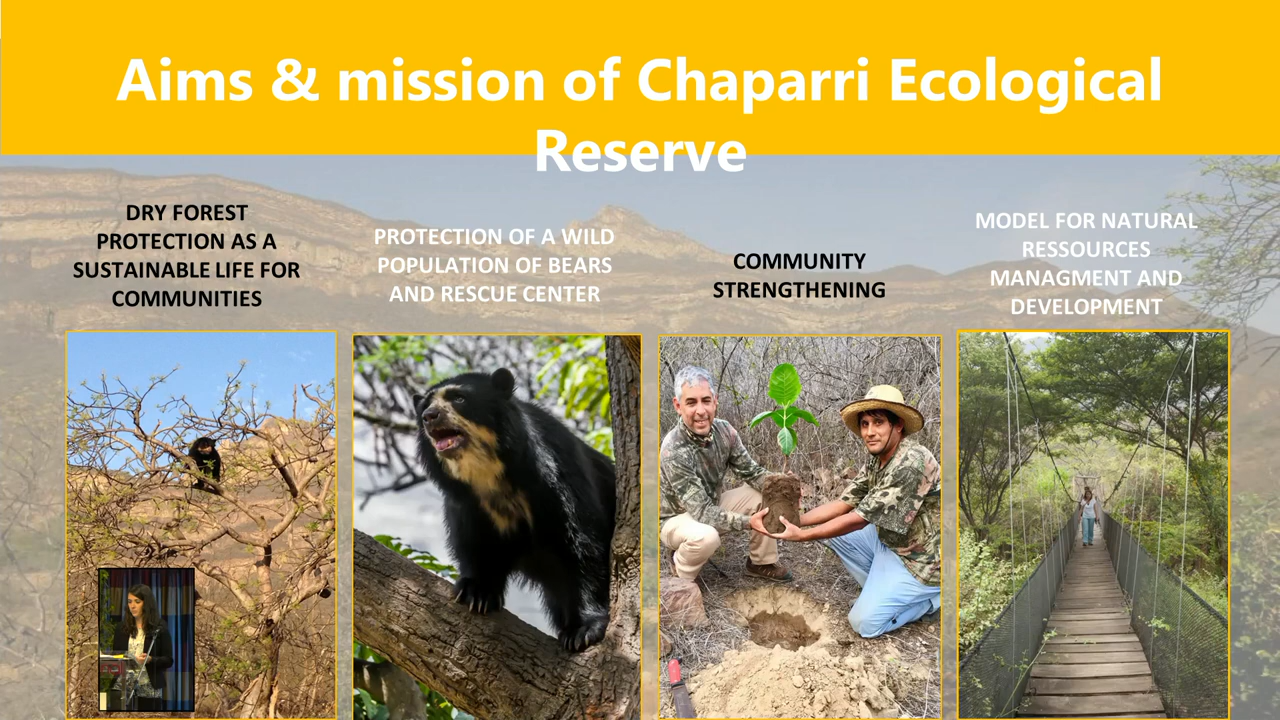 Aims & mission of Chaparri Ecological
Reserve
DRY FOREST
PROTECTION AS A
SUSTAINABLE LIFE FOR
COMMUNITIES
PROTECTION OF A WILD
POPULATION OF BEARS
AND RESCUE CENTER
COMMUNITY
STRENGTHENING
MODEL FOR NATURAL
RESSOURCES
MANAGMENT AND
DEVELOPMENT